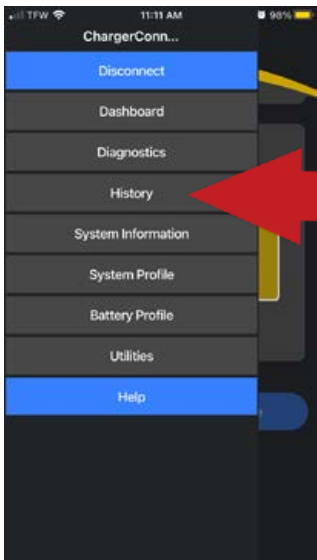 TFW 11:11 AM 98%
ChargerConn...
Disconnect
Dashboard
Diagnostics
History
System Information
System Profile
Battery Profile
Utilities
Help